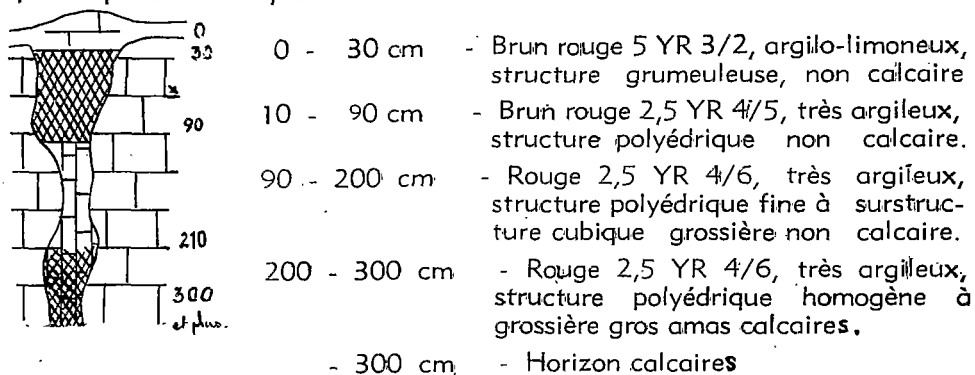 0
30
90
210
300
et plus.
0 - 30 cm - Brun rouge 5 YR 3/2, argilo-limoneux,
structure grumeuleuse, non calcaire
10 - 90 cm - Brun rouge 2,5 YR 4/5, très argileux,
structure polyédrique non calcaire.
90 - 200 cm - Rouge 2,5 YR 4/6, très argileux,
structure polyédrique fine à surstruc-
ture cubique grossière non calcaire.
200 - 300 cm - Rouge 2,5 YR 4/6, très argileux,
structure polyédrique homogène à
grossière gros amas calcaires.
- 300 cm - Horizon calcaires